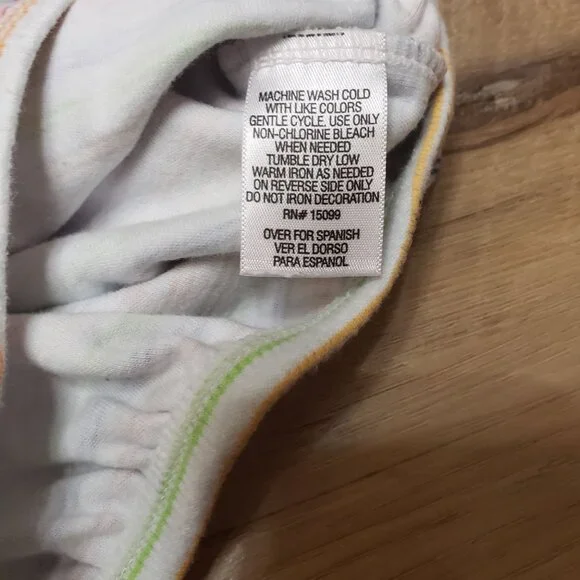 MACHINE WASH COLD
WITH LIKE COLORS
GENTLE CYCLE. USE ONLY
NON-CHLORINE BLEACH
WHEN NEEDED
TUMBLE DRY LOW
WARM IRON AS NEEDED
ON REVERSE SIDE ONLY
DO NOT IRON DECORATION
RN# 15099
OVER FOR SPANISH
VER EL DORSO
PARA ESPANOL